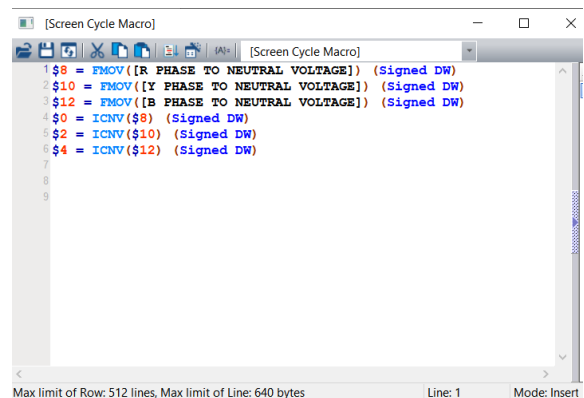 [Screen Cycle Macro]
[Screen Cycle Macro]
1 $8 = FMOV([R PHASE TO NEUTRAL VOLTAGE]) (Signed DW)
2 $10 = FMOV([Y PHASE TO NEUTRAL VOLTAGE]) (Signed DW)
3 $12 = FMOV([B PHASE TO NEUTRAL VOLTAGE]) (Signed DW)
4 $0 = ICNV($8) (Signed DW)
5 $2 = ICNV($10) (Signed DW)
6 $4 = ICNV($12) (Signed DW)
7
8
9
Max limit of Row: 512 lines, Max limit of Line: 640 bytes Line: 1 Mode: Insert